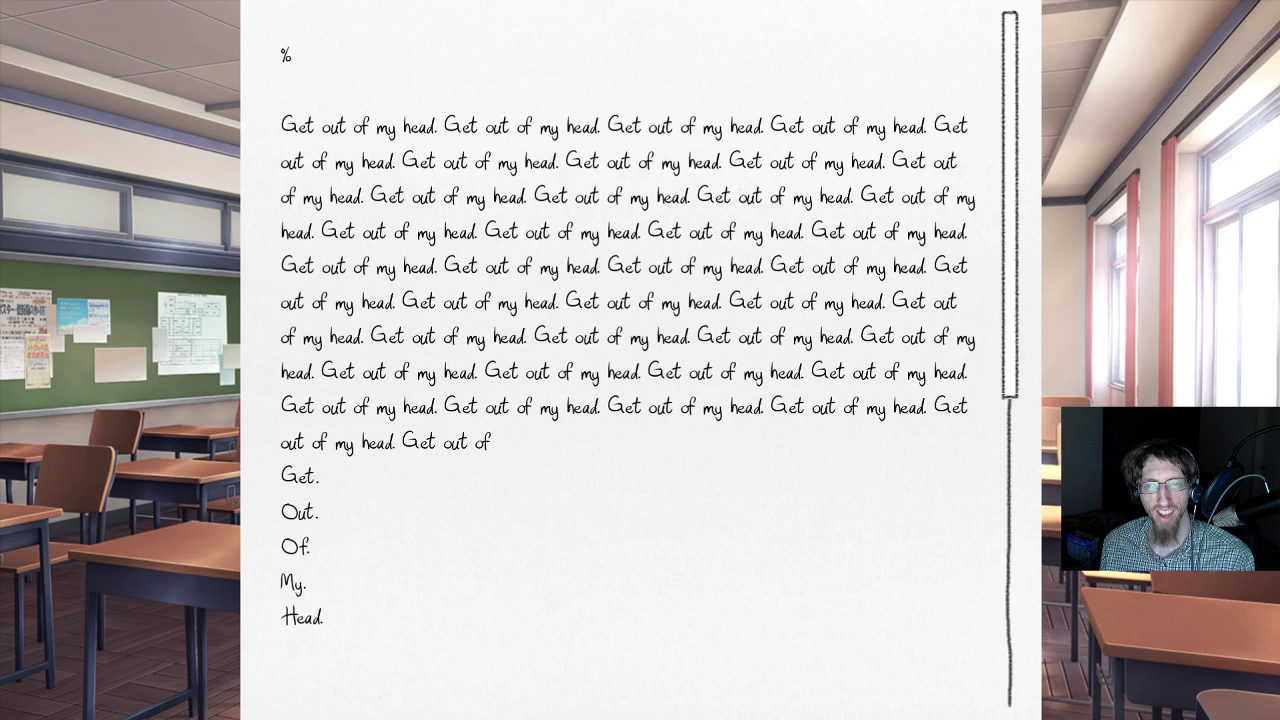 %
Get out of my head. Get out of my head. Get out of my head. Get out of my head. Get
out of my head. Get out of my head. Get out of my head. Get out of my head. Get out
of my head. Get out of my head. Get out of my head. Get out of my head. Get out of my
head. Get out of my head. Get out of my head. Get out of my head. Get out of my head.
Get out of my head. Get out of my head. Get out of my head. Get out of my head. Get
out of my head. Get out of my head. Get out of my head. Get out of my head. Get out
of my head. Get out of my head. Get out of my head. Get out of my head. Get out of my
head. Get out of my head. Get out of my head. Get out of my head. Get out of my head.
Get out of my head. Get out of my head. Get out of my head. Get out of my head. Get
out of my head. Get out of
Get.
Out.
Of.
My.
Head.